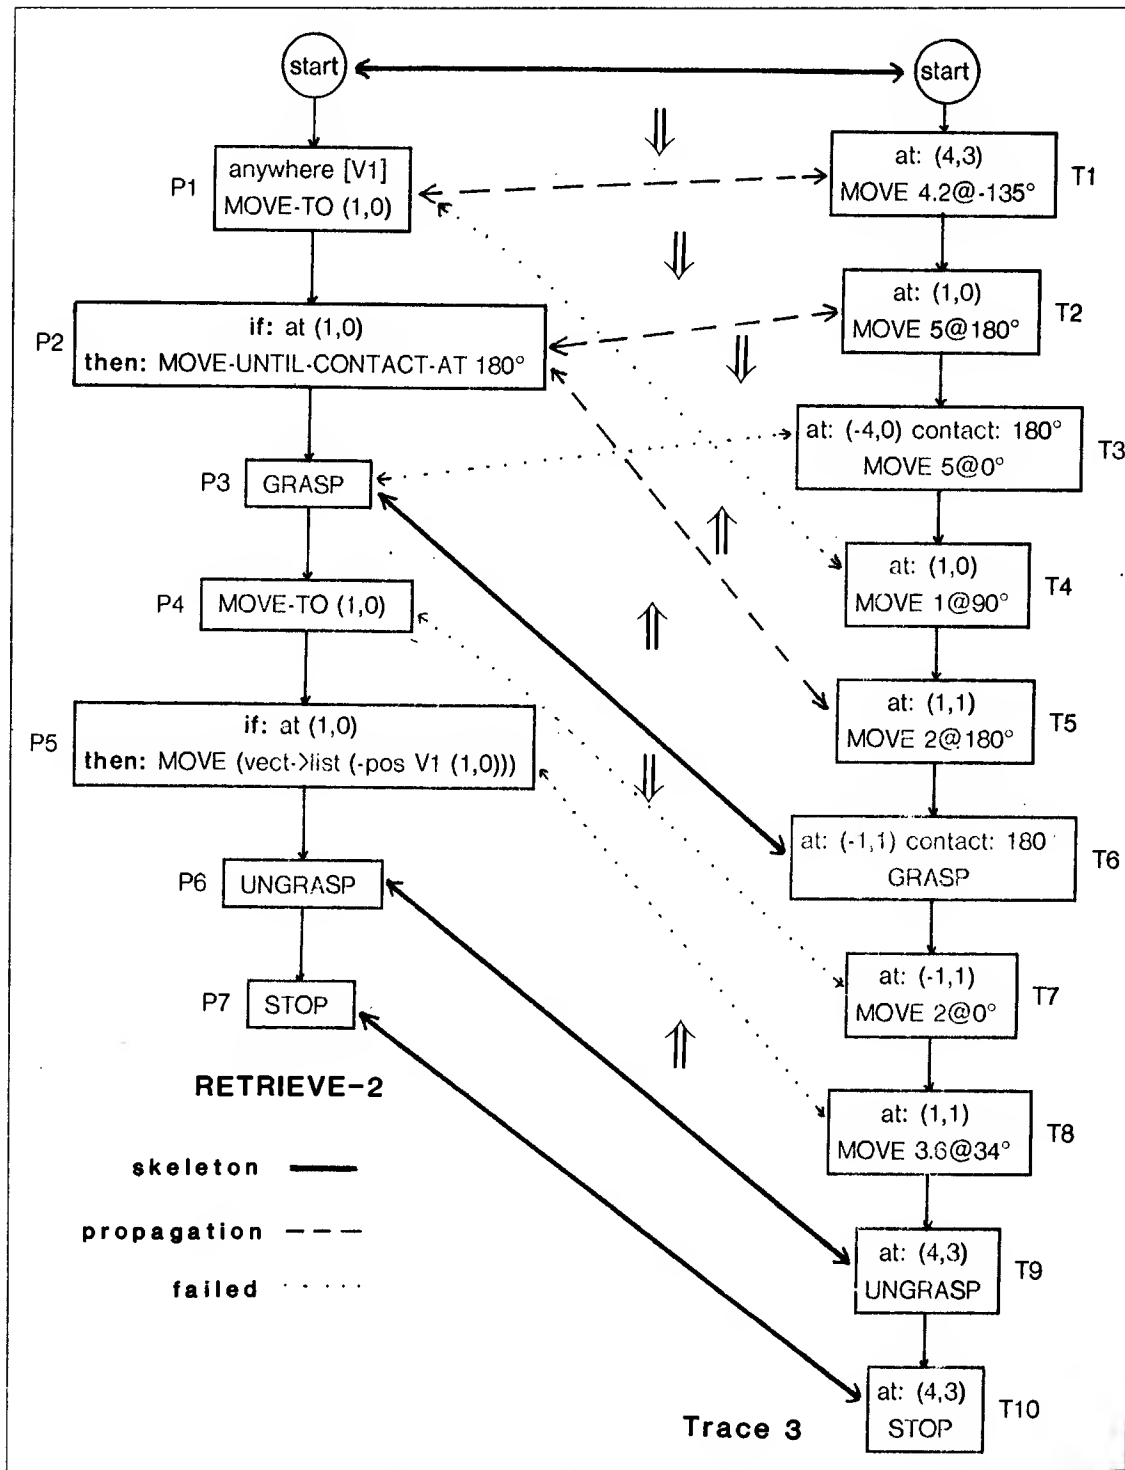 start
start
P1
anywhere [V1]
MOVE-TO (1,0)
at: (4,3)
MOVE 4.2@-135°
T1
P2
if: at (1,0)
then: MOVE-UNTIL-CONTACT-AT 180°
at: (1,0)
MOVE 5@180°
T2
P3
GRASP
at: (-4,0) contact: 180°
MOVE 5@0°
T3
P4
MOVE-TO (1,0)
at: (1,0)
MOVE 1@90°
T4
P5
if: at (1,0)
then: MOVE (vect->list (-pos V1 (1,0)))
at: (1,1)
MOVE 2@180°
T5
P6
UNGRASP
at: (-1,1) contact: 180
GRASP
T6
P7
STOP
at: (-1,1)
MOVE 2@0°
T7
RETRIEVE-2
at: (1,1)
MOVE 3.6@34°
T8
skeleton
propagation
failed
at: (4,3)
UNGRASP
T9
at: (4,3)
STOP
T10
Trace 3